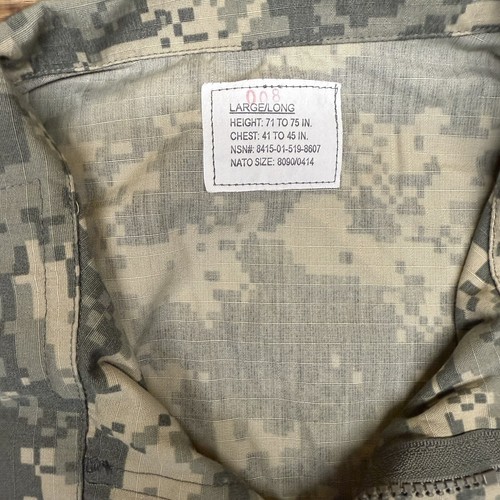 008
LARGE/LONG
HEIGHT: 71 TO 75 IN.
CHEST: 41 TO 45 IN.
NSN#: 8415-01-519-8607
NATO SIZE: 8090/0414